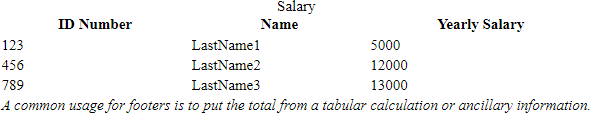 Salary
ID Number Name Yearly Salary
123 LastName1 5000
456 LastName2 12000
789 LastName3 13000
A common usage for footers is to put the total from a tabular calculation or ancillary information.